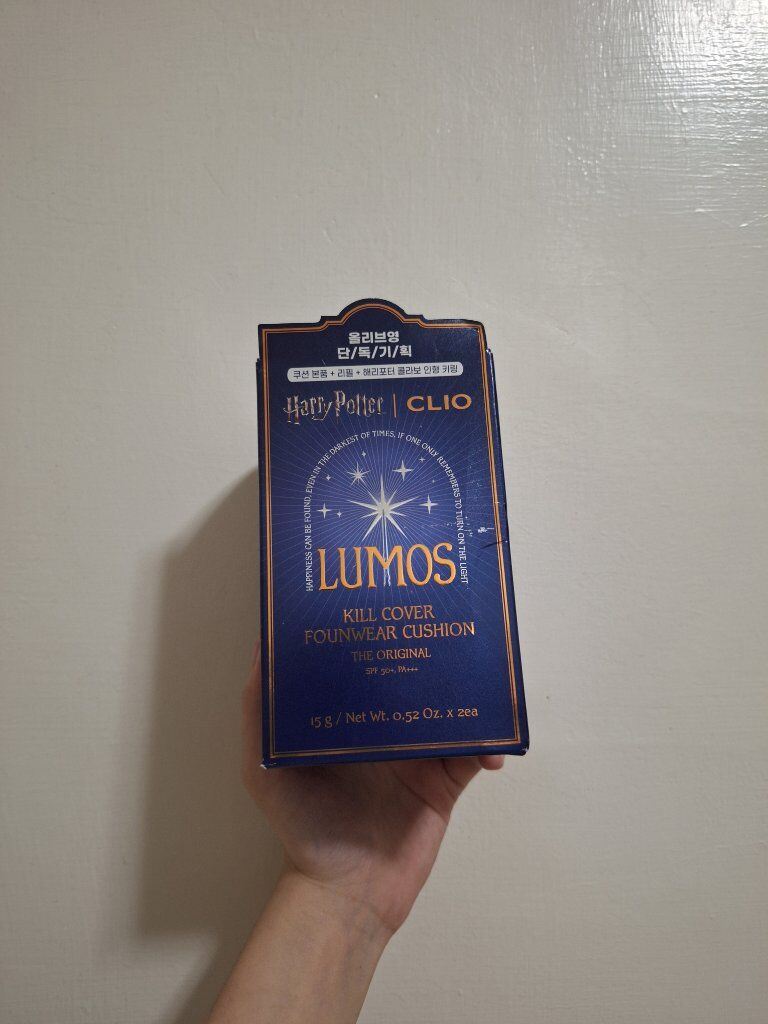 올리브영
단/독/기/획
쿠션 본품 + 리필 + 해리포터 콜라보 인형 키링
Harry Potter | CLIO
HAPPINESS CAN BE FOUND, EVEN IN THE DARKEST OF TIMES, IF ONE ONLY REMEMBERS TO TURN ON THE LIGHT
LUMOS
KILL COVER
FOUNWEAR CUSHION
THE ORIGINAL
SPF 50+, PA+++
15 g / Net Wt. 0.52 Oz. x 2ea